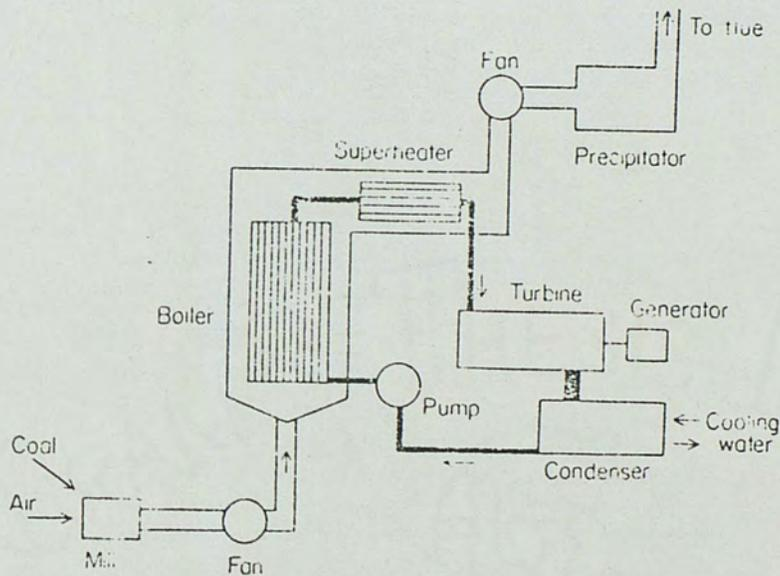 To flue
Fan
Superheater
Precipitator
Boiler
Turbine
Generator
Pump
Cooling
water
Condenser
Coal
Air
Mill
Fan